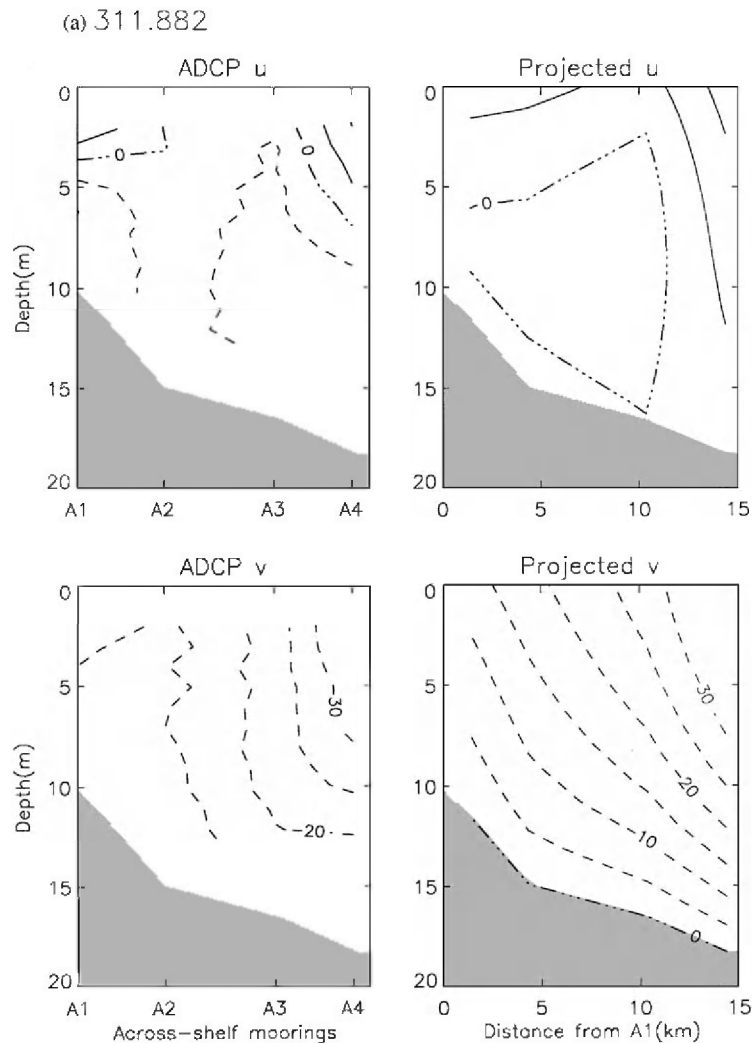 (a) 311.882
ADCP u
Projected u
0
5
10
15
20
Depth(m)
0
0
A1
A2
A3
A4
0
5
10
15
20
0
0
5
10
15
ADCP v
Projected v
0
5
10
15
20
Depth(m)
-30
-20
A1
A2
A3
A4
Across-shelf moorings
0
5
10
15
20
-30
-20
-10
0
0
5
10
15
Distance from A1(km)